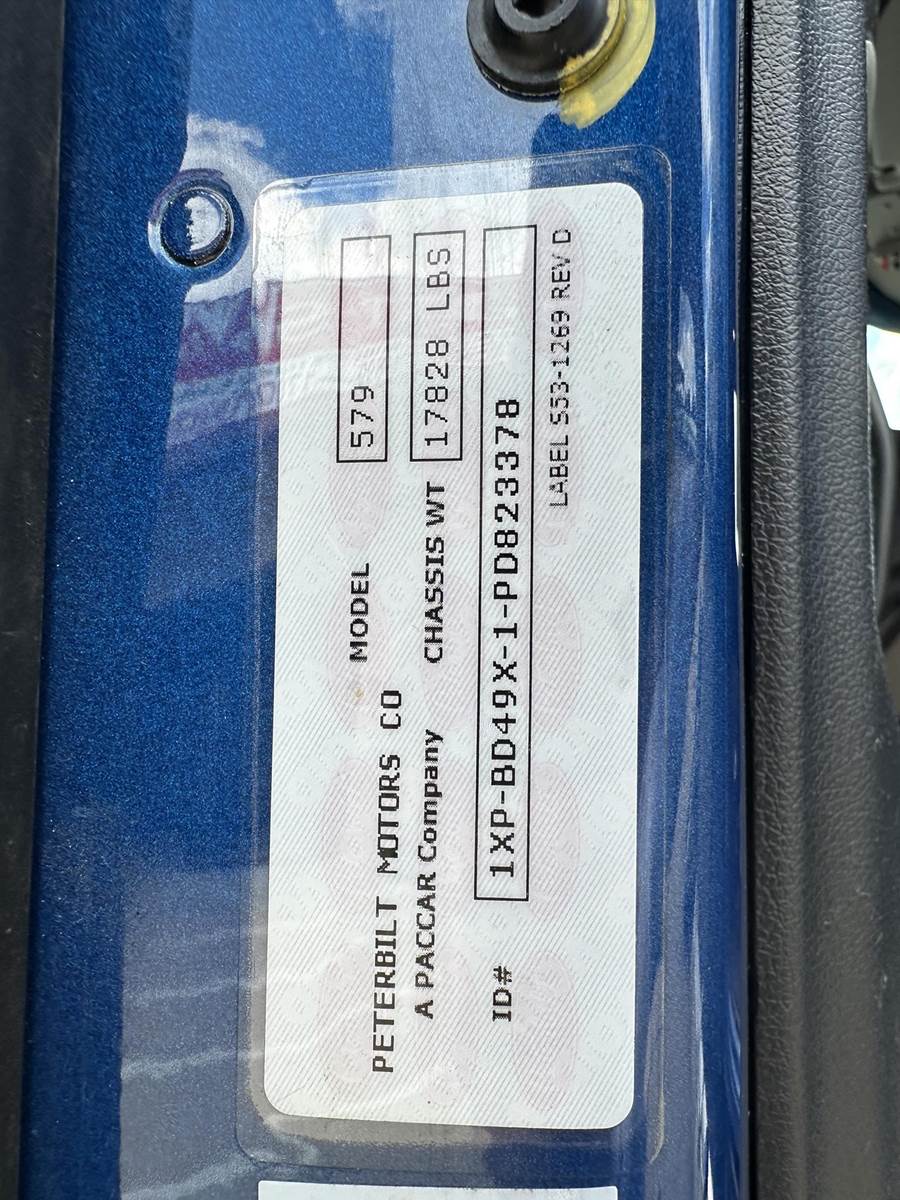 PETERBILT MOTORS CO MODEL 579
A PACCAR Company CHASSIS WT 17828 LBS
ID# 1XP-BD49X-1-PD823378
LABEL S53-1269 REV D